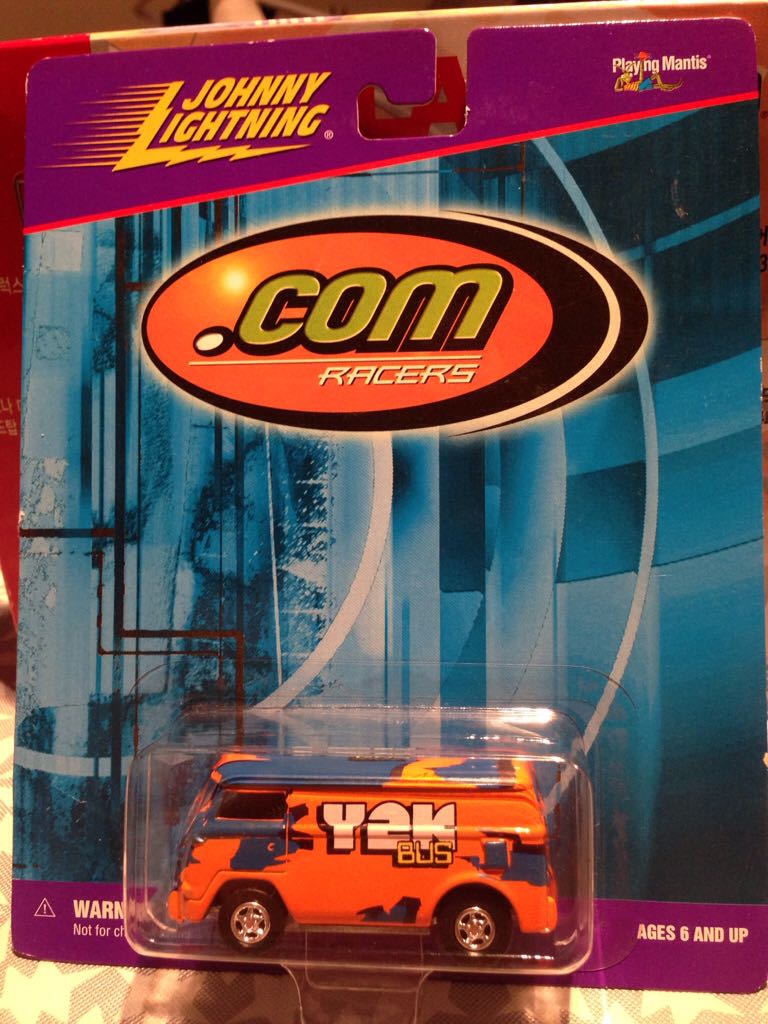 JOHNNY
LIGHTNING®
Playing Mantis®
.com
RACERS
Y2K
BUS
WARN
Not for ch
AGES 6 AND UP